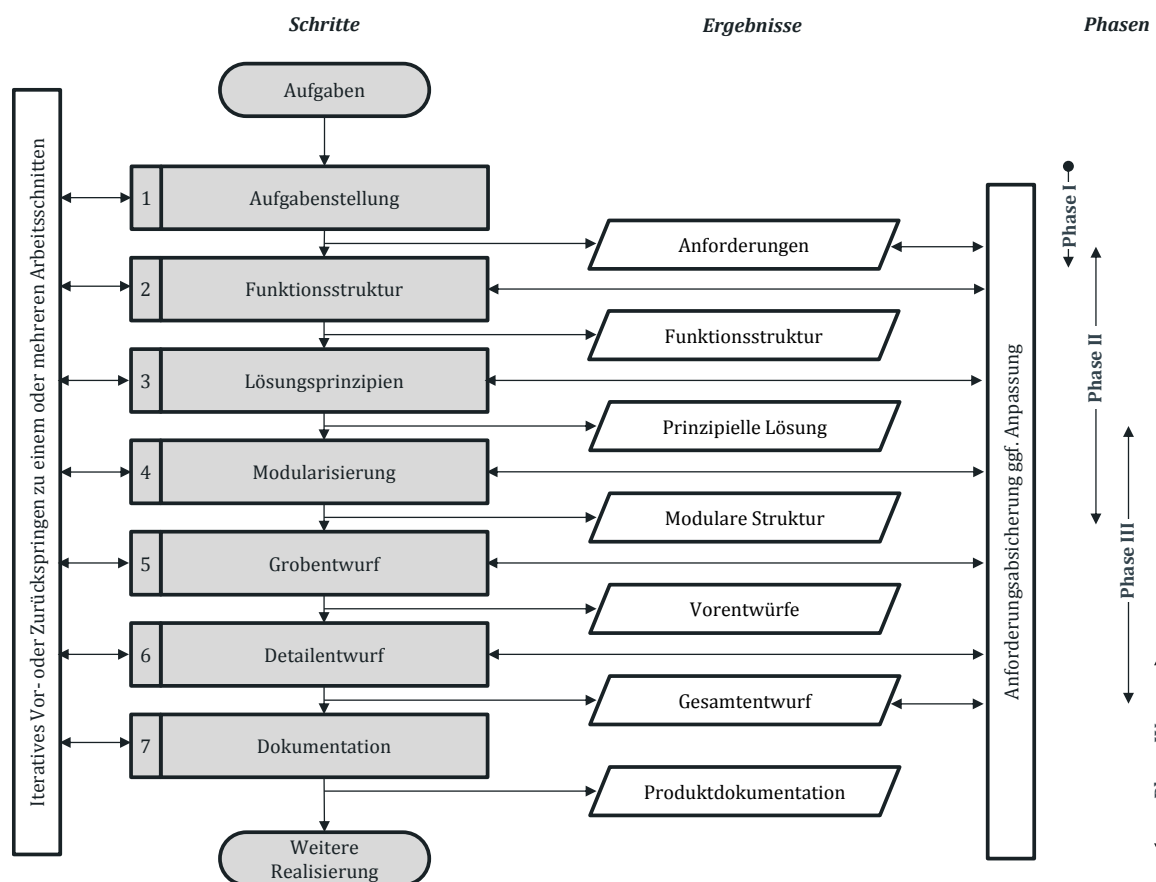 Schritte
Ergebnisse
Phasen
Aufgaben
Iteratives Vor- oder Zurückspringen zu einem oder mehreren Arbeitsschnitten
1
Aufgabenstellung
Anforderungen
2
Funktionsstruktur
Funktionsstruktur
3
Lösungsprinzipien
Prinzipielle Lösung
4
Modularisierung
Modulare Struktur
5
Grobentwurf
Vorentwürfe
6
Detailentwurf
Gesamtentwurf
7
Dokumentation
Produktdokumentation
Weitere
Realisierung
Anforderungsabsicherung ggf. Anpassung
Phase I
Phase II
Phase III